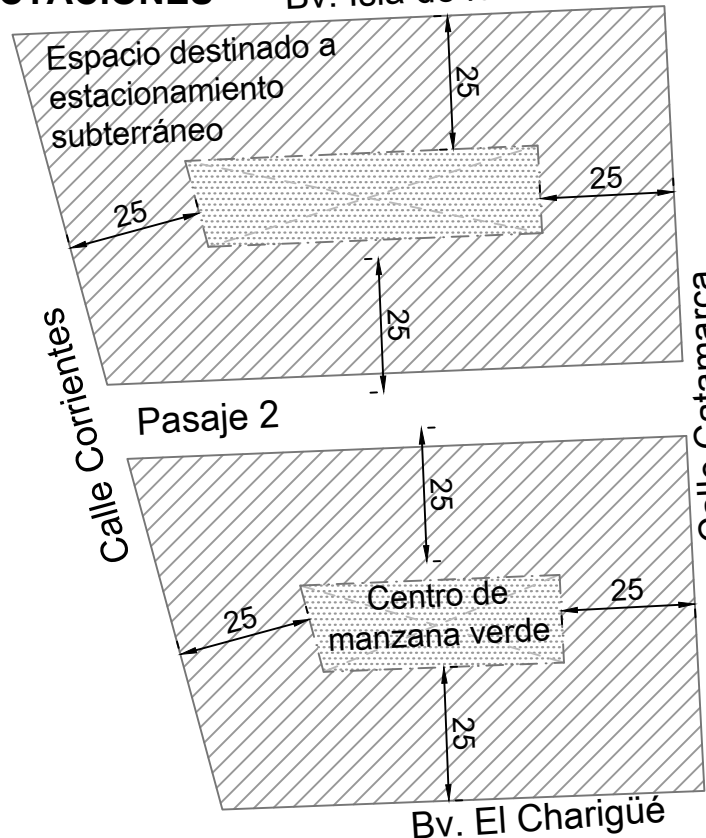 Espacio destinado a
estacionamiento
subterráneo
25
25
25
25
Calle Corrientes
Pasaje 2
25
Centro de
manzana verde
25
25
25
Bv. El Charigüé